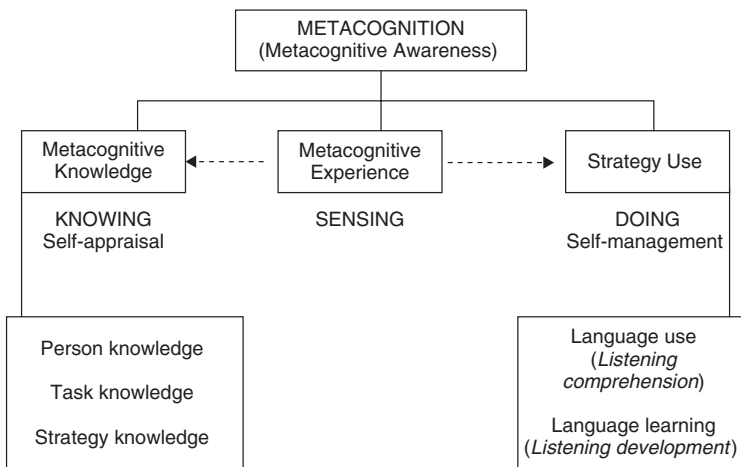 METACOGNITION
(Metacognitive Awareness)
Metacognitive
Knowledge
Metacognitive
Experience
Strategy Use
KNOWING
Self-appraisal
SENSING
DOING
Self-management
Person knowledge
Task knowledge
Strategy knowledge
Language use
(Listening
comprehension)
Language learning
(Listening development)